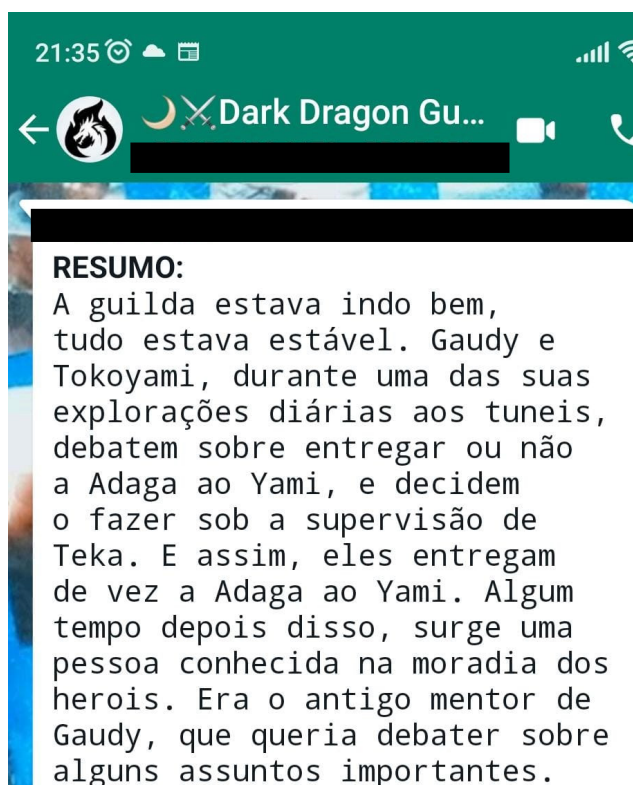 21:35
🌙⚔Dark Dragon Gu...
RESUMO:
A guilda estava indo bem,
tudo estava estável. Gaudy e
Tokoyami, durante uma das suas
explorações diárias aos tuneis,
debatem sobre entregar ou não
a Adaga ao Yami, e decidem
o fazer sob a supervisão de
Teka. E assim, eles entregam
de vez a Adaga ao Yami. Algum
tempo depois disso, surge uma
pessoa conhecida na moradia dos
herois. Era o antigo mentor de
Gaudy, que queria debater sobre
alguns assuntos importantes.